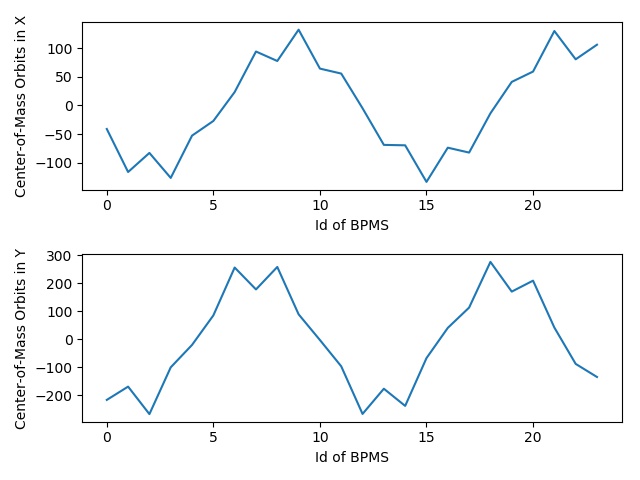 Center-of-Mass Orbits in X
100
50
0
−50
−100
0 5 10 15 20
Id of BPMS
Center-of-Mass Orbits in Y
300
200
100
0
−100
−200
0 5 10 15 20
Id of BPMS